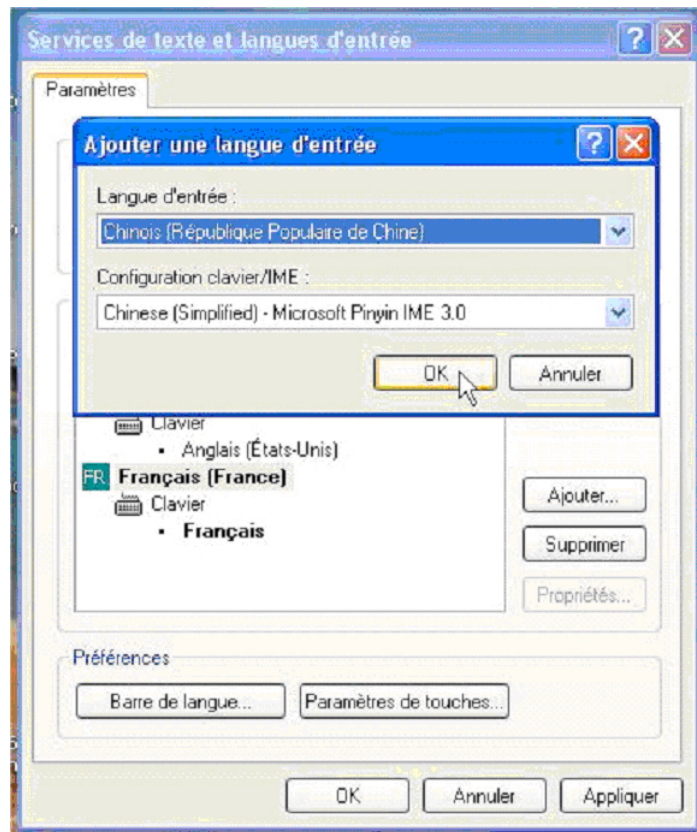 Services de texte et langues d'entrée
Paramètres
Ajouter une langue d'entrée
Langue d'entrée :
Chinois (République Populaire de Chine)
Configuration clavier/IME :
Chinese (Simplified) - Microsoft Pinyin IME 3.0
OK Annuler
Clavier
• Anglais (États-Unis)
FR Français (France)
Clavier
• Français
Ajouter...
Supprimer
Propriétés...
Préférences
Barre de langue... Paramètres de touches...
OK Annuler Appliquer